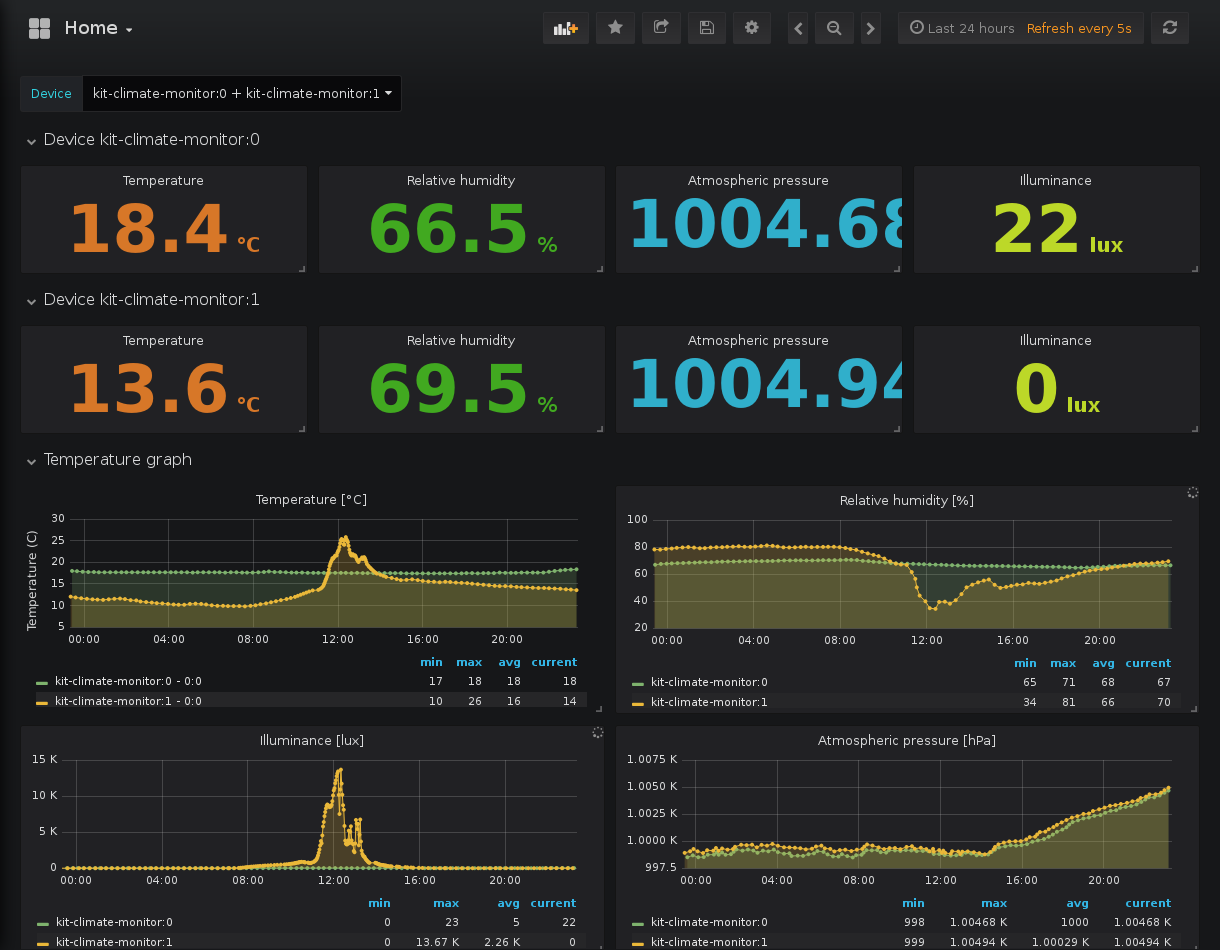 Home
Last 24 hours Refresh every 5s
Device kit-climate-monitor:0 + kit-climate-monitor:1
Device kit-climate-monitor:0
Temperature
18.4 °C
Relative humidity
66.5 %
Atmospheric pressure
1004.68
Illuminance
22 lux
Device kit-climate-monitor:1
Temperature
13.6 °C
Relative humidity
69.5 %
Atmospheric pressure
1004.94
Illuminance
0 lux
Temperature graph
Temperature [°C]
Temperature (C)
30
25
20
15
10
5
00:00 04:00 08:00 12:00 16:00 20:00
min max avg current
kit-climate-monitor:0 - 0:0 17 18 18 18
kit-climate-monitor:1 - 0:0 10 26 16 14
Relative humidity [%]
100
80
60
40
20
00:00 04:00 08:00 12:00 16:00 20:00
min max avg current
kit-climate-monitor:0 65 71 68 67
kit-climate-monitor:1 34 81 66 70
Illuminance [lux]
15 K
10 K
5 K
0
00:00 04:00 08:00 12:00 16:00 20:00
min max avg current
kit-climate-monitor:0 0 23 5 22
kit-climate-monitor:1 0 13.67 K 2.26 K 0
Atmospheric pressure [hPa]
1.0075 K
1.0050 K
1.0025 K
1.0000 K
997.5
00:00 04:00 08:00 12:00 16:00 20:00
min max avg current
kit-climate-monitor:0 998 1.00468 K 1000 1.00468 K
kit-climate-monitor:1 999 1.00494 K 1.00029 K 1.00494 K